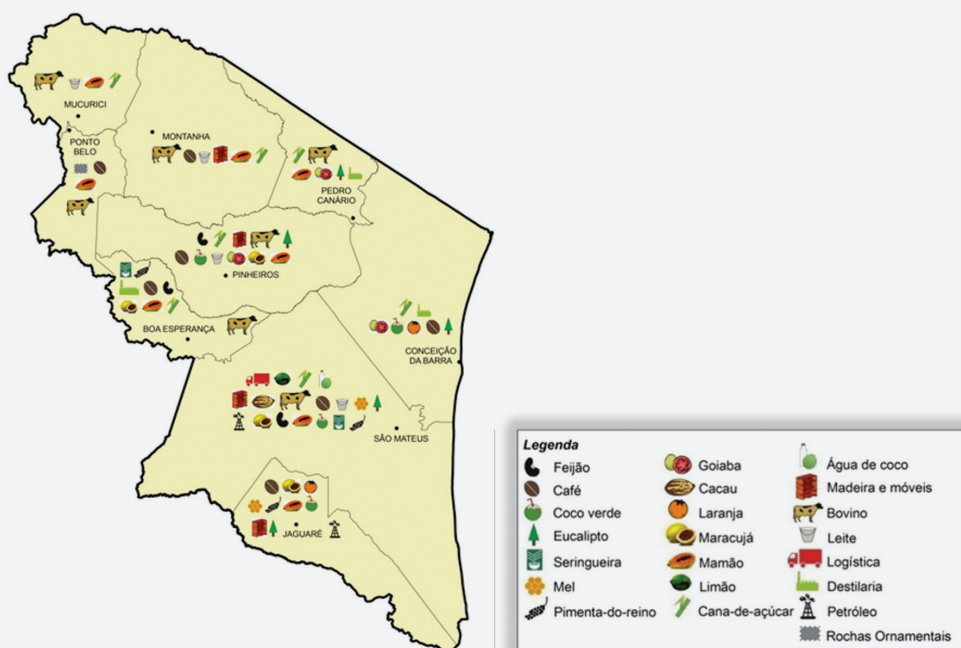 MUCURICI
PONTO
BELO
MONTANHA
PEDRO
CANÁRIO
PINHEIROS
BOA ESPERANÇA
CONCEIÇÃO
DA BARRA
SÃO MATEUS
JAGUARÉ
Legenda
Feijão
Café
Coco verde
Eucalipto
Seringueira
Mel
Pimenta-do-reino
Goiaba
Cacau
Laranja
Maracujá
Mamão
Limão
Cana-de-açúcar
Água de coco
Madeira e móveis
Bovino
Leite
Logística
Destilaria
Petróleo
Rochas Ornamentais